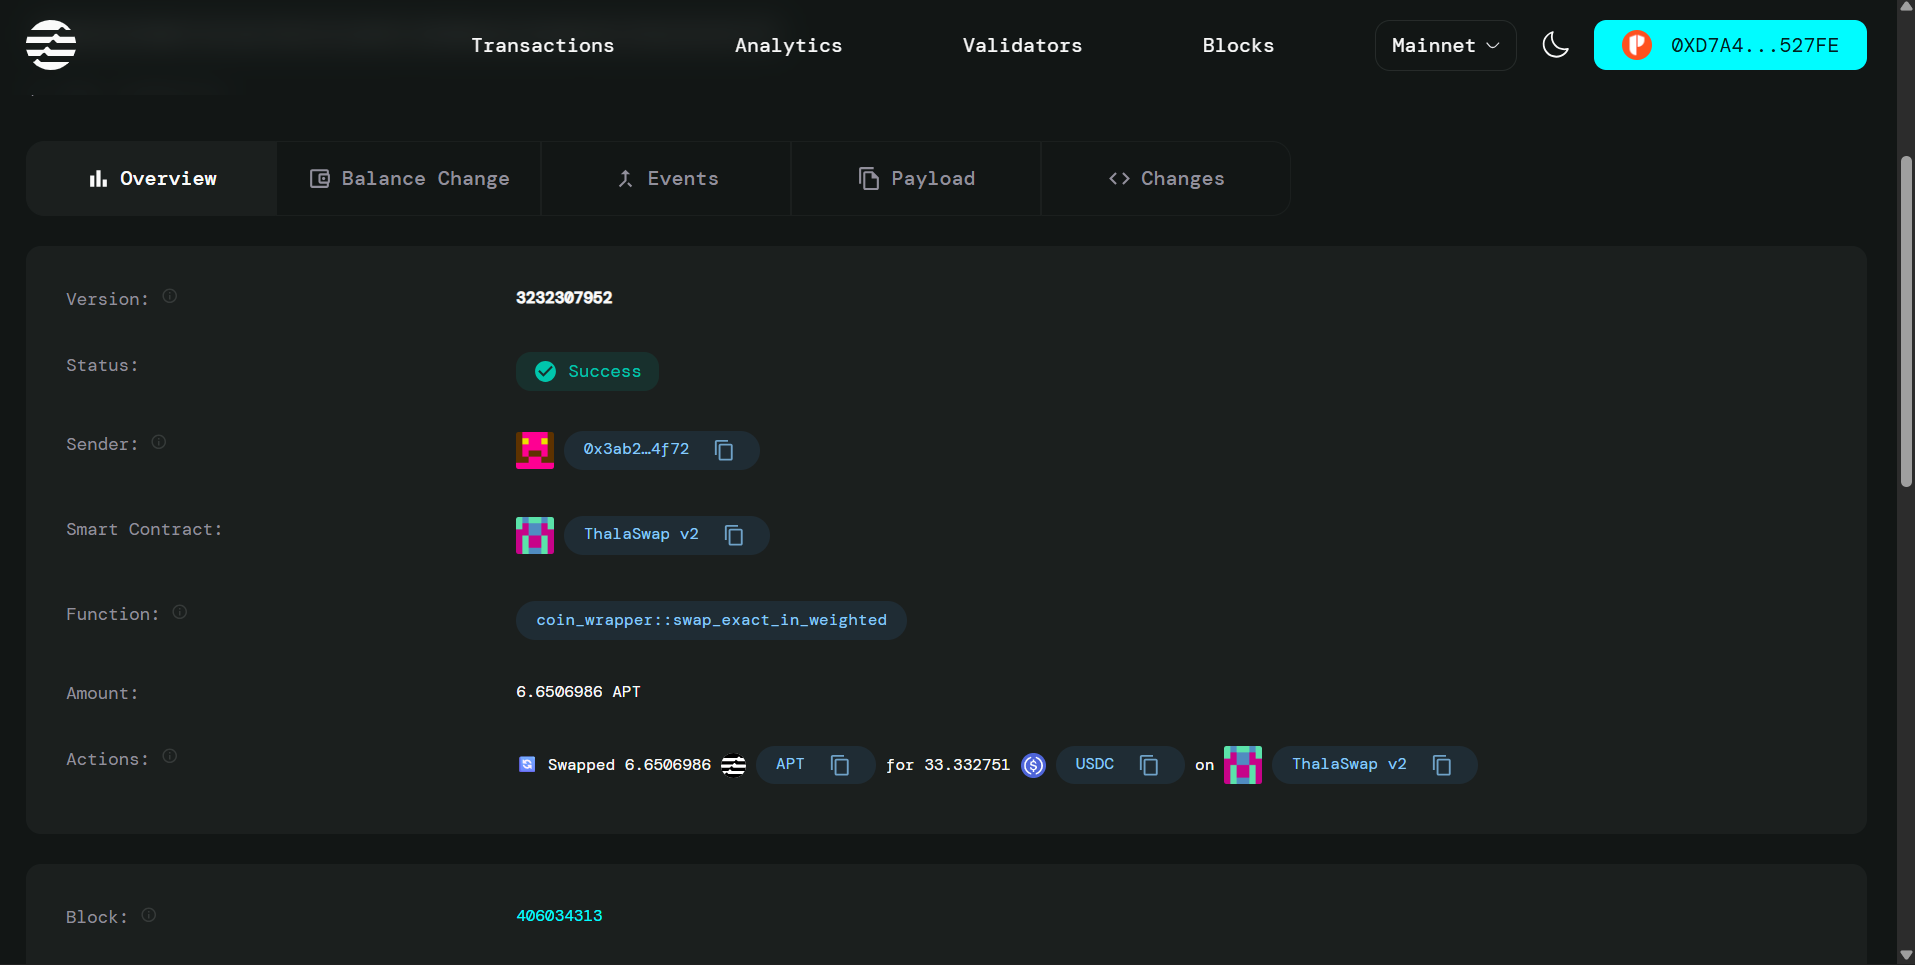 Transactions Analytics Validators Blocks Mainnet 0XD7A4...527FE
Overview Balance Change Events Payload Changes
Version: 3232307952
Status: Success
Sender: 0x3ab2…4f72
Smart Contract: ThalaSwap v2
Function: coin_wrapper::swap_exact_in_weighted
Amount: 6.6506986 APT
Actions: Swapped 6.6506986 APT for 33.332751 USDC on ThalaSwap v2
Block: 406034313